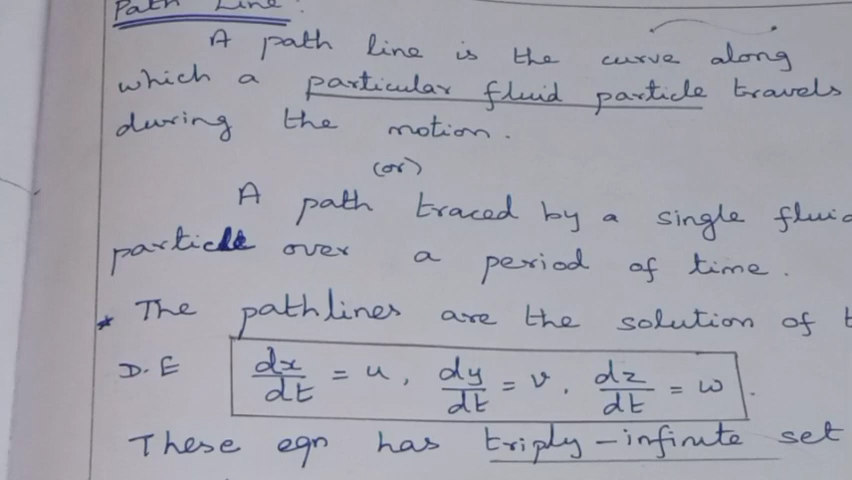 Path Line:
A path line is the curve along
which a particular fluid particle travels
during the motion.
(or)
A path traced by a single fluid
particle over a period of time.
* The pathlines are the solution of
D.E dx/dt = u, dy/dt = v, dz/dt = w.
These eqn has triply-infinite set